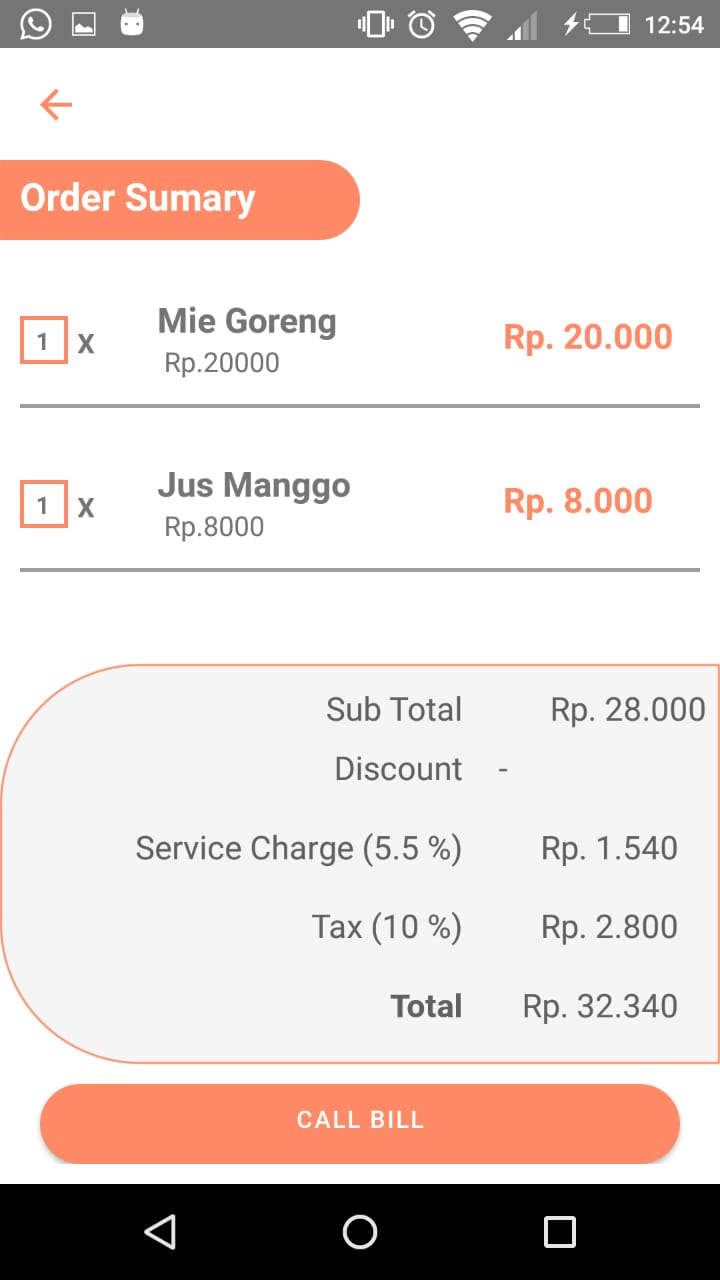 12:54
Order Sumary
1 X Mie Goreng Rp. 20.000
Rp.20000
1 X Jus Manggo Rp. 8.000
Rp.8000
Sub Total Rp. 28.000
Discount -
Service Charge (5.5 %) Rp. 1.540
Tax (10 %) Rp. 2.800
Total Rp. 32.340
CALL BILL